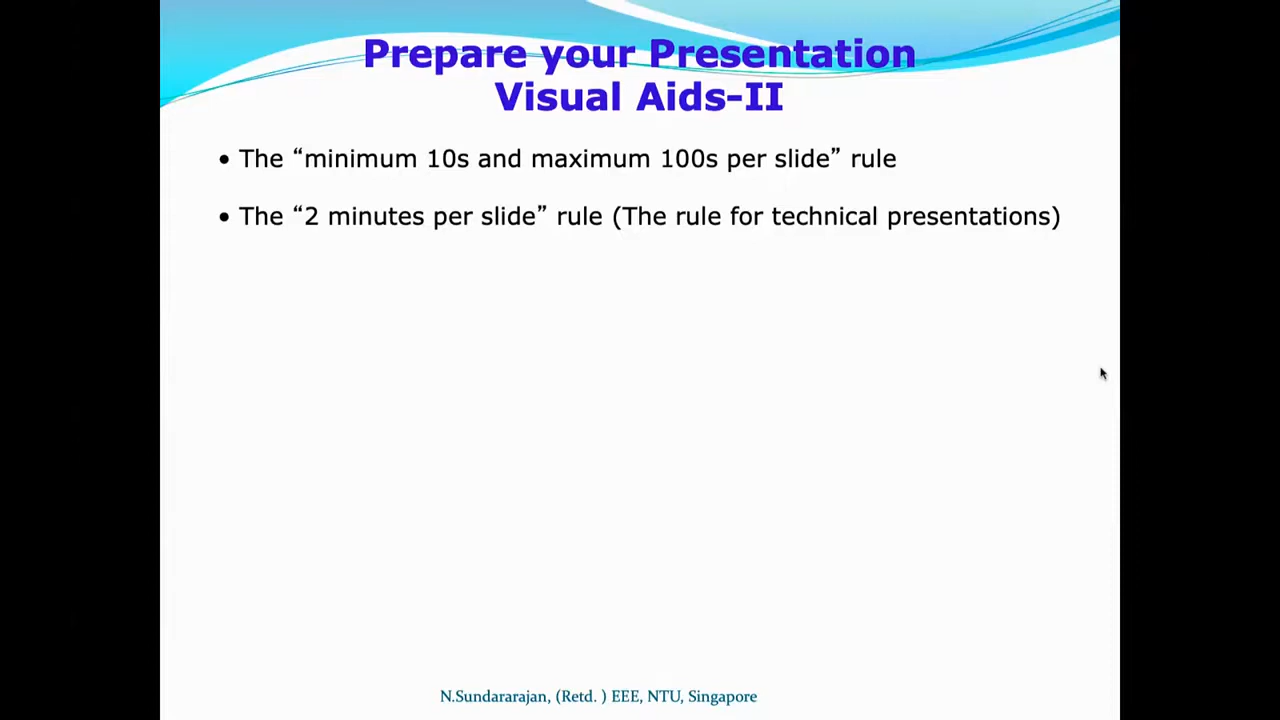 Prepare your Presentation
Visual Aids-II
• The “minimum 10s and maximum 100s per slide” rule
• The “2 minutes per slide” rule (The rule for technical presentations)
N.Sundararajan, (Retd. ) EEE, NTU, Singapore